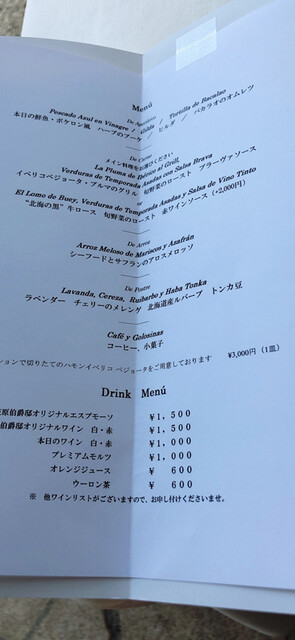 Menú
De Aperitivo
Pescado Azul en Vinagre / Gilda / Tortilla de Bacalao
本日の鮮魚・ボケロン風 ハーブのアーケ / ヒルダ / バカラオのオムレツ
De Carne
メイン料理をお選びください
La Pluma de Ibérico al Grill,
Verduras de Temporada Asadas con Salsa Brava
イベリコベジョータ・プルマのグリル 旬野菜のロースト ブラーヴァソース
or
El Lomo de Buey, Verduras de Temporada Asadas y Salsa de Vino Tinto
"北海の黒" 牛ロース 旬野菜のロースト 赤ワインソース (+2,000円)
De Arroz
Arroz Meloso de Mariscos y Azafrán
シーフードとサフランのアロスメロッソ
De Postre
Lavanda, Cereza, Ruibarbo y Haba Tonka
ラベンダー チェリーのメレンゲ 北海道産ルバーブ トンカ豆
Café y Golosinas
コーヒー、小菓子
ションで切りたてのハモンイベリコ ベジョータをご用意しております ¥3,000円 (1皿)
Drink Menú
原伯爵邸オリジナルエスプモーソ ¥1,500
伯爵邸オリジナルワイン 白・赤 ¥1,500
本日のワイン 白・赤 ¥1,000
プレミアムモルツ ¥1,000
オレンジジュース ¥ 600
ウーロン茶 ¥ 600
※ 他ワインリストがございますので、お申し付けくださいませ。